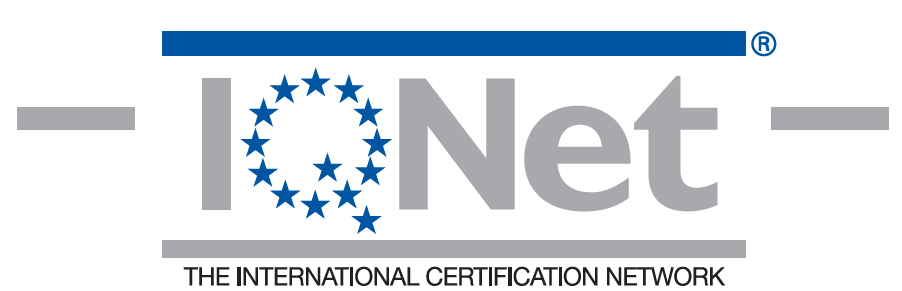 IQNet®
THE INTERNATIONAL CERTIFICATION NETWORK